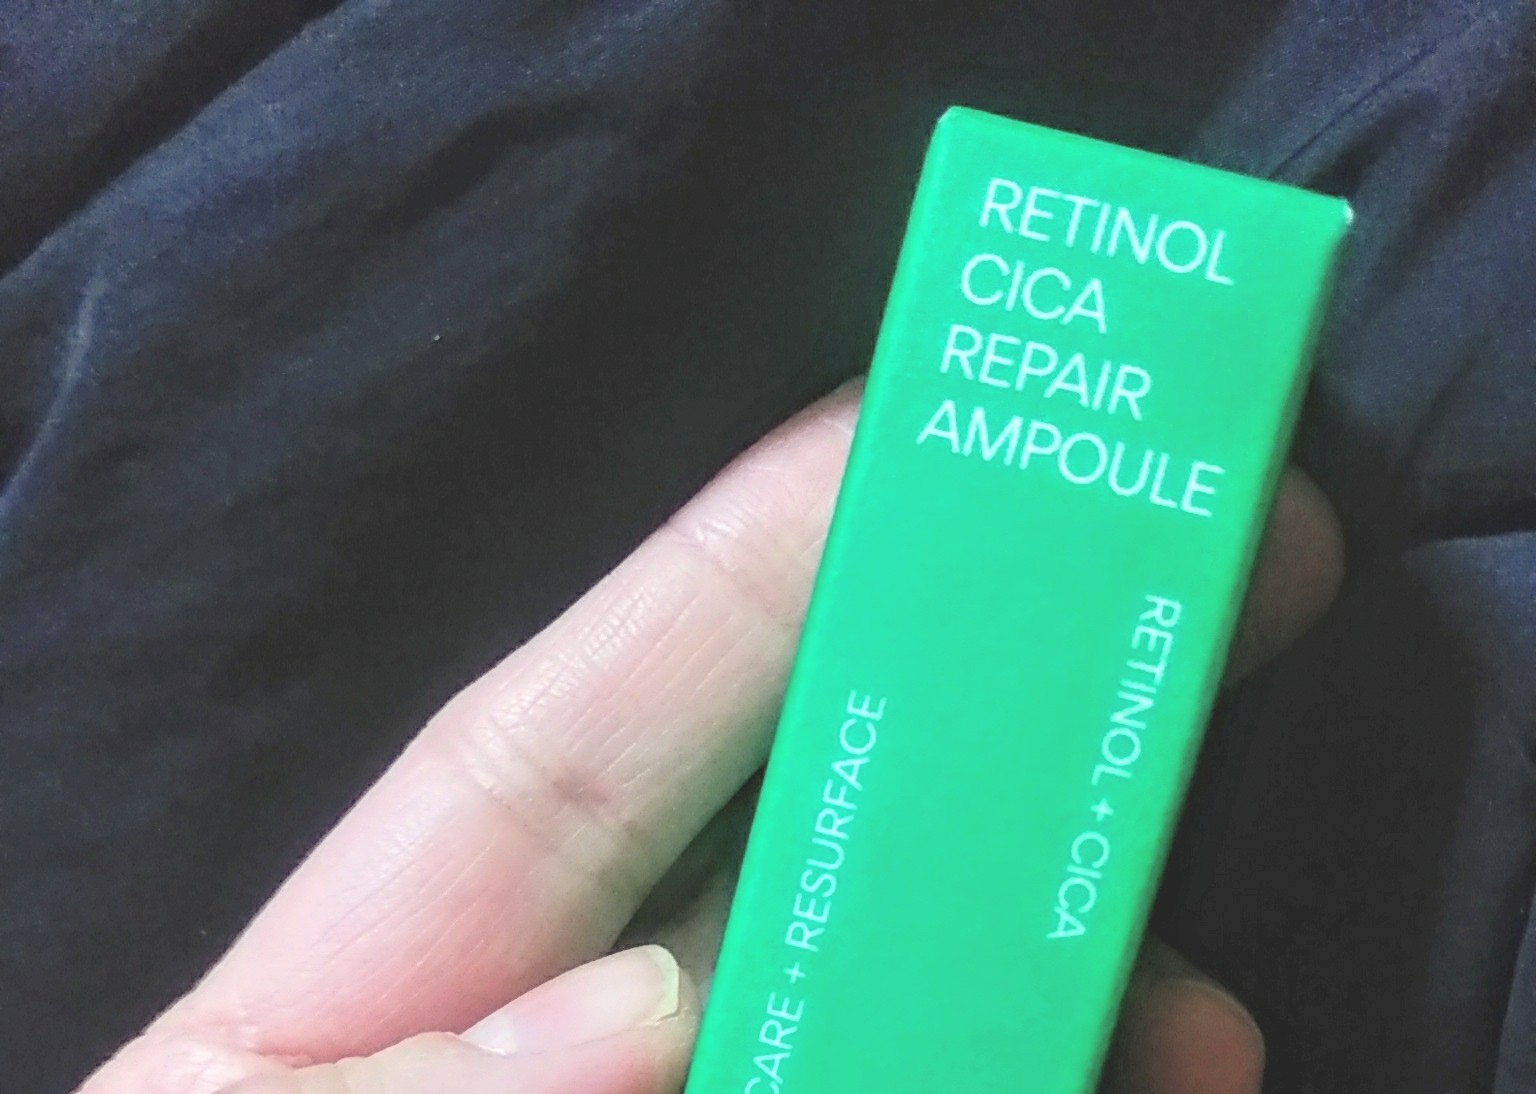 RETINOL
CICA
REPAIR
AMPOULE
RETINOL + CICA
CARE + RESURFACE